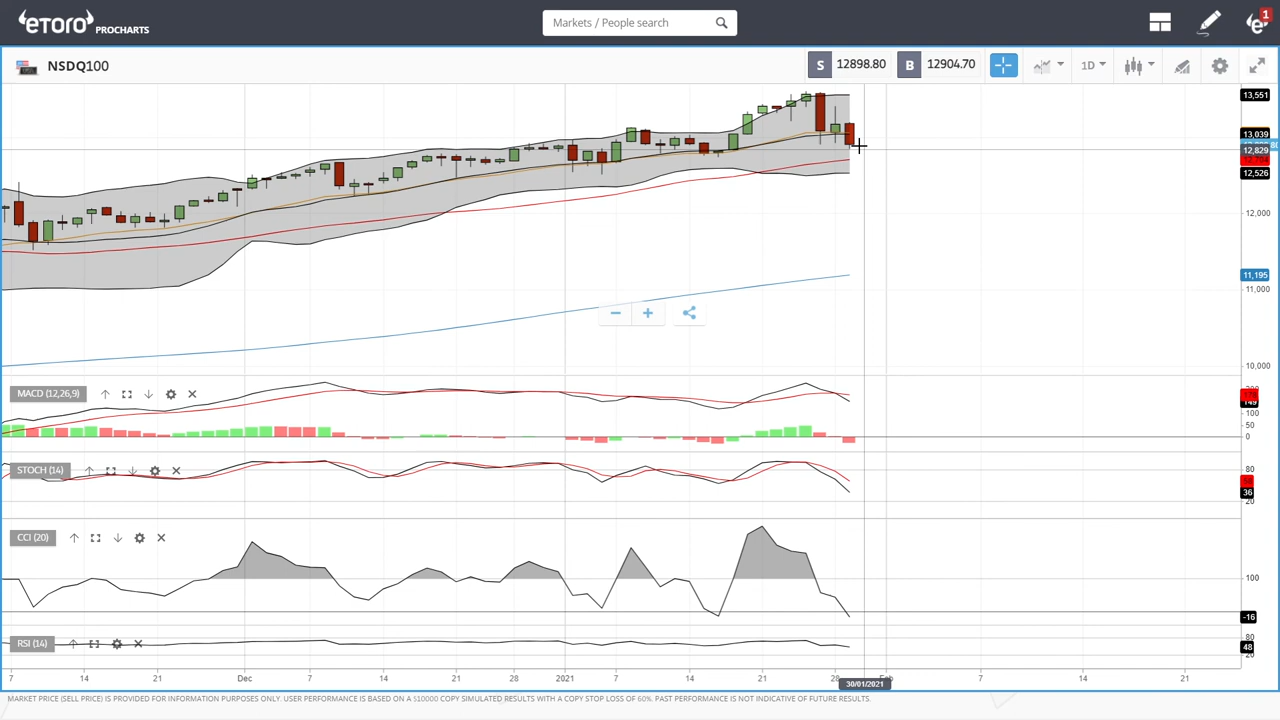 eTORO PROCHARTS
Markets / People search
1
NSDQ100
S 12898.80 B 12904.70 1D
13,551
13,039
12,829
12,526
12,000
11,195
11,000
10,000
MACD (12,26,9)
149
100
50
0
STOCH (14)
80
36
20
CCI (20)
100
-16
RSI (14)
80
48
20
7 14 21 Dec 7 14 21 28 2021 7 14 21 28 Feb 7 14 21
30/01/2021
MARKET PRICE (SELL PRICE) IS PROVIDED FOR INFORMATION PURPOSES ONLY. USER PERFORMANCE IS BASED ON A $10000 COPY SIMULATED RESULTS WITH A COPY STOP LOSS OF 60%. PAST PERFORMANCE IS NOT INDICATIVE OF FUTURE RESULTS.